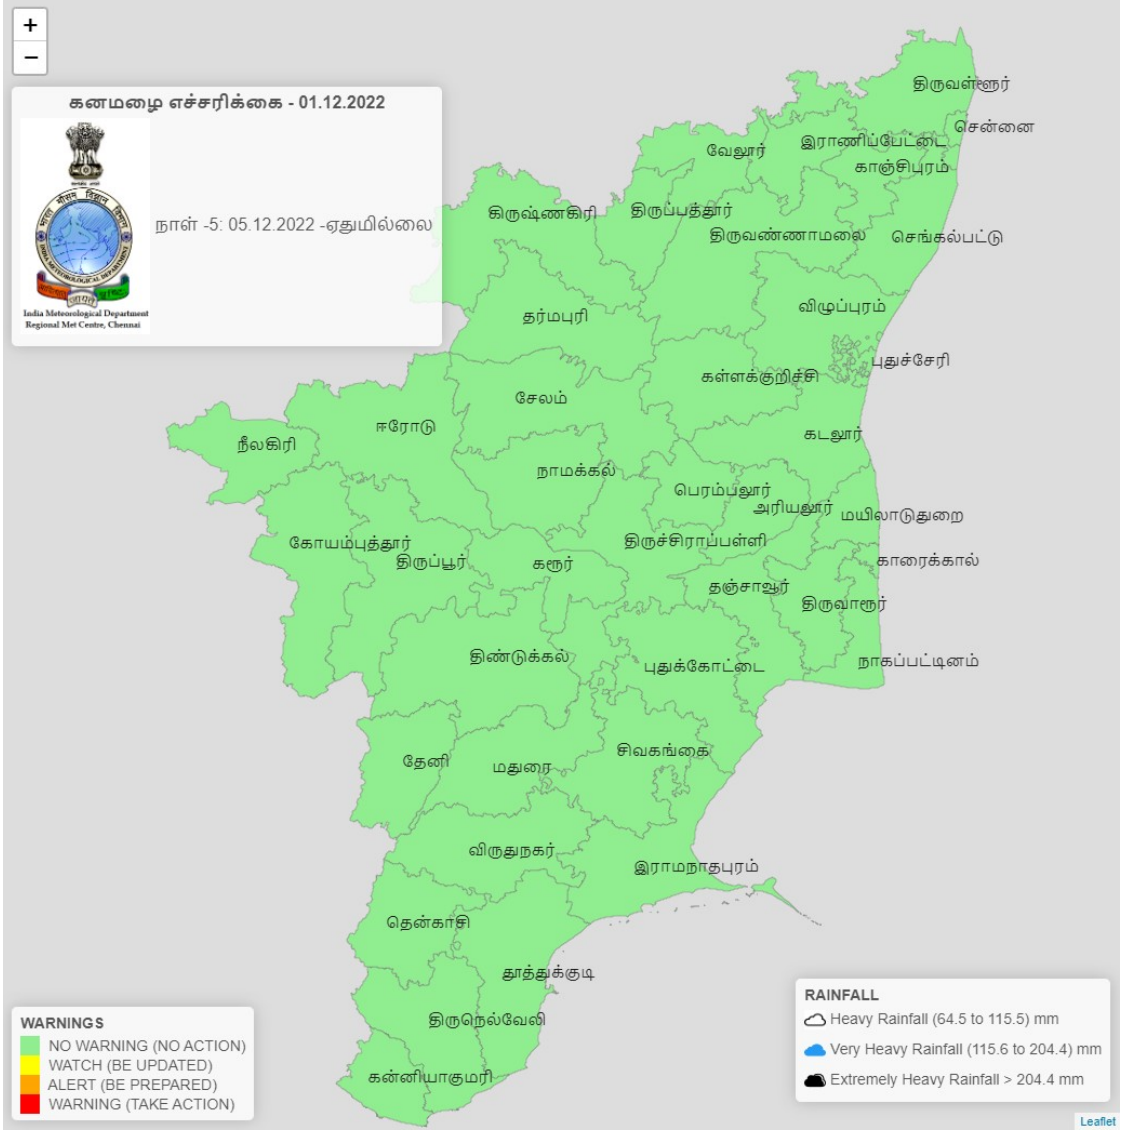 +
−
கனமழை எச்சரிக்கை - 01.12.2022
நாள் -5: 05.12.2022 -ஏதுமில்லை
भारत मौसम विज्ञान विभाग
INDIA METEOROLOGICAL DEPARTMENT
India Meteorological Department
Regional Met Centre, Chennai
திருவள்ளூர்
சென்னை
இராணிப்பேட்டை
வேலூர்
காஞ்சிபுரம்
கிருஷ்ணகிரி
திருப்பத்தூர்
திருவண்ணாமலை
செங்கல்பட்டு
விழுப்புரம்
தர்மபுரி
புதுச்சேரி
கள்ளக்குறிச்சி
சேலம்
ஈரோடு
கடலூர்
நீலகிரி
நாமக்கல்
பெரம்பலூர்
அரியலூர்
மயிலாடுதுறை
கோயம்புத்தூர்
திருச்சிராப்பள்ளி
திருப்பூர்
கரூர்
காரைக்கால்
தஞ்சாவூர்
திருவாரூர்
திண்டுக்கல்
புதுக்கோட்டை
நாகப்பட்டினம்
சிவகங்கை
தேனி
மதுரை
விருதுநகர்
இராமநாதபுரம்
தென்காசி
தூத்துக்குடி
திருநெல்வேலி
கன்னியாகுமரி
WARNINGS
NO WARNING (NO ACTION)
WATCH (BE UPDATED)
ALERT (BE PREPARED)
WARNING (TAKE ACTION)
RAINFALL
Heavy Rainfall (64.5 to 115.5) mm
Very Heavy Rainfall (115.6 to 204.4) mm
Extremely Heavy Rainfall > 204.4 mm
Leaflet